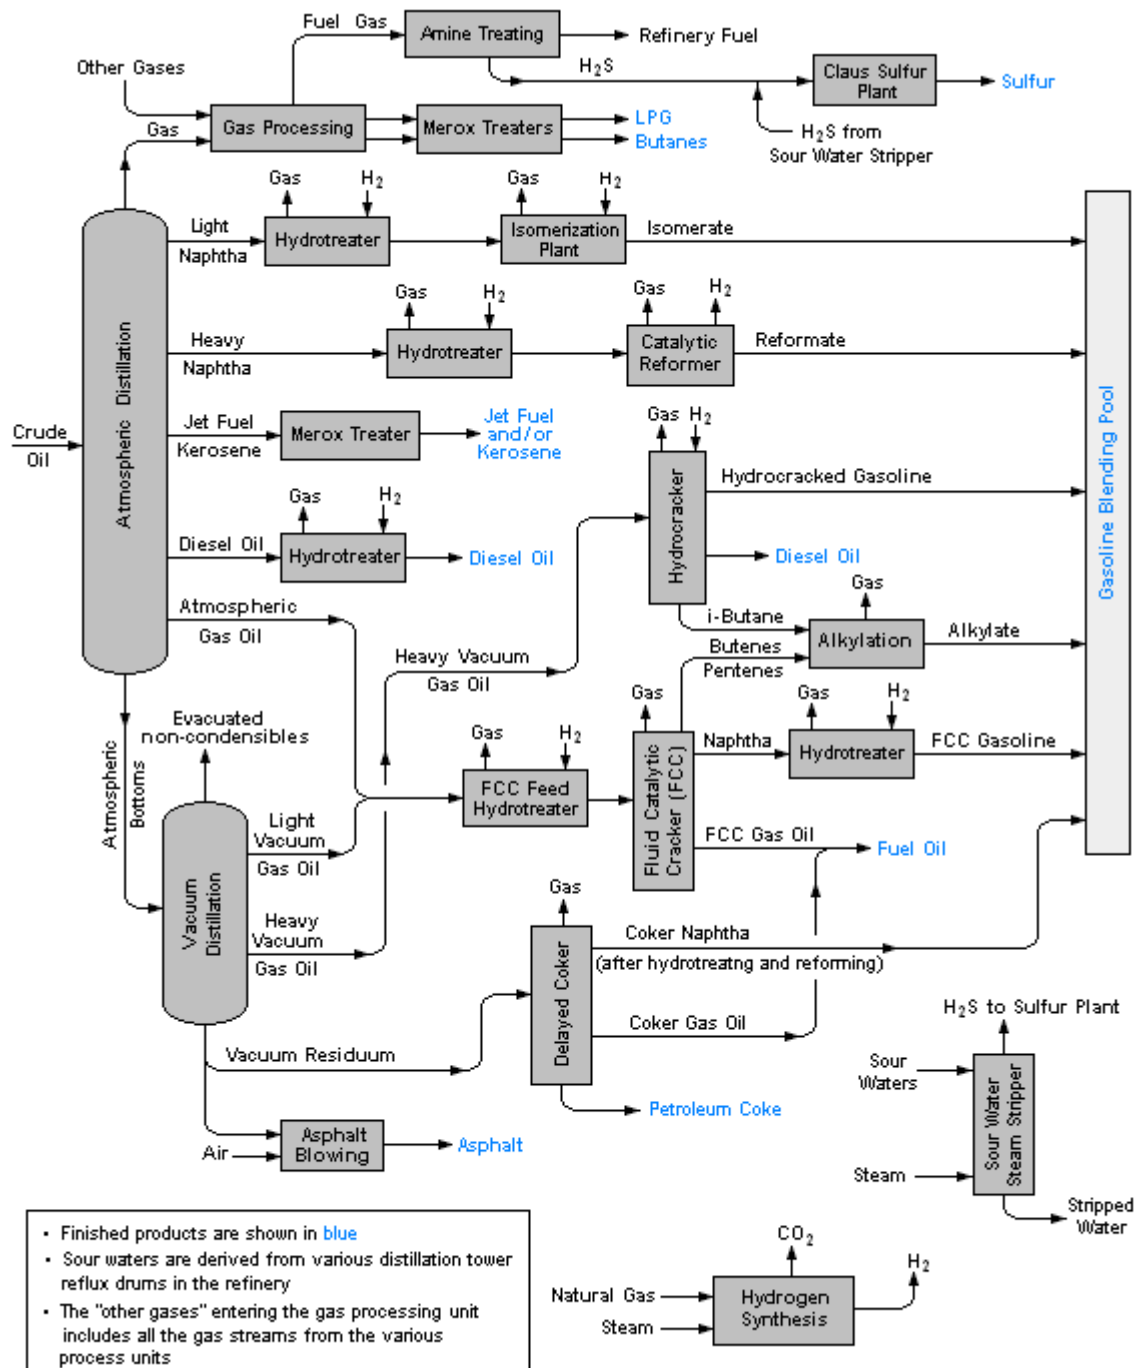 Fuel Gas
Amine Treating
Refinery Fuel
Other Gases
H2S
Claus Sulfur
Plant
Sulfur
Gas
Gas Processing
Merox Treaters
LPG
Butanes
H2S from
Sour Water Stripper
Gas
H2
Gas
H2
Light
Naphtha
Hydrotreater
Isomerization
Plant
Isomerate
Gas
H2
Gas
H2
Heavy
Naphtha
Hydrotreater
Catalytic
Reformer
Reformate
Atmospheric Distillation
Gasoline Blending Pool
Crude
Oil
Jet Fuel
Kerosene
Merox Treater
Jet Fuel
and/or
Kerosene
Gas
H2
Hydrocracker
Hydrocracked Gasoline
Gas
H2
Diesel Oil
Hydrotreater
Diesel Oil
Diesel Oil
Atmospheric
Gas Oil
i-Butane
Gas
Alkylation
Alkylate
Butenes
Pentenes
Heavy Vacuum
Gas Oil
Evacuated
non-condensibles
Gas
H2
Gas
Gas
H2
Naphtha
Hydrotreater
FCC Gasoline
Atmospheric
Bottoms
FCC Feed
Hydrotreater
Fluid Catalytic
Cracker (FCC)
Light
Vacuum
Gas Oil
FCC Gas Oil
Fuel Oil
Vacuum
Distillation
Heavy
Vacuum
Gas Oil
Gas
Delayed Coker
Coker Naphtha
(after hydrotreatng and reforming)
Coker Gas Oil
Vacuum Residuum
Petroleum Coke
H2S to Sulfur Plant
Sour
Waters
Sour Water
Steam Stripper
Steam
Stripped
Water
Air
Asphalt
Blowing
Asphalt
• Finished products are shown in blue
• Sour waters are derived from various distillation tower
reflux drums in the refinery
• The "other gases" entering the gas processing unit
includes all the gas streams from the various
process units
CO2
H2
Natural Gas
Steam
Hydrogen
Synthesis